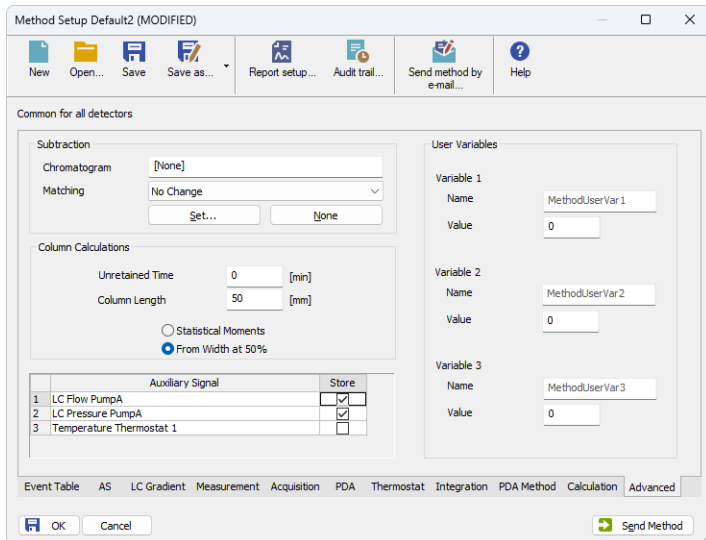 Method Setup Default2 (MODIFIED)
New Open... Save Save as... Report setup... Audit trail... Send method by e-mail... Help
Common for all detectors
Subtraction
Chromatogram [None]
Matching No Change
Set... None
Column Calculations
Unretained Time 0 [min]
Column Length 50 [mm]
Statistical Moments
From Width at 50%
Auxiliary Signal Store
1 LC Flow PumpA
2 LC Pressure PumpA
3 Temperature Thermostat 1
User Variables
Variable 1
Name MethodUserVar1
Value 0
Variable 2
Name MethodUserVar2
Value 0
Variable 3
Name MethodUserVar3
Value 0
Event Table AS LC Gradient Measurement Acquisition PDA Thermostat Integration PDA Method Calculation Advanced
OK Cancel Send Method